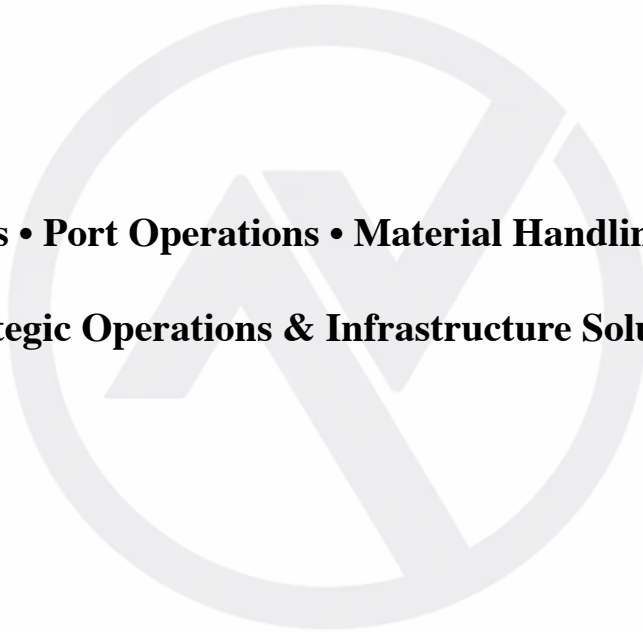 s • Port Operations • Material Handlin
tegic Operations & Infrastructure Solu